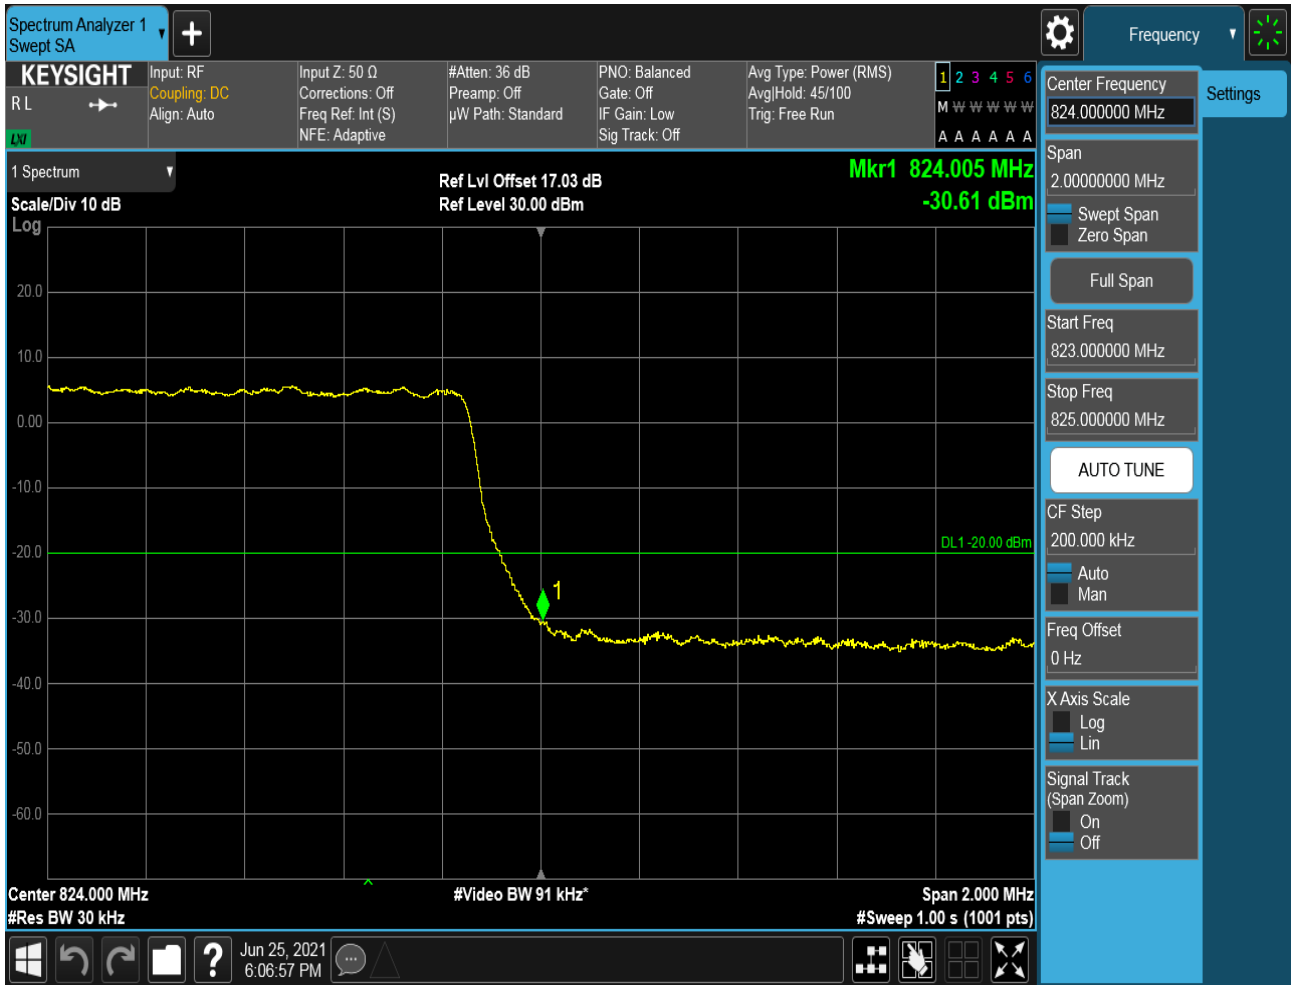 Spectrum Analyzer 1
Swept SA
Frequency
KEYSIGHT
R L
LXI
Input: RF
Coupling: DC
Align: Auto
Input Z: 50 Ω
Corrections: Off
Freq Ref: Int (S)
NFE: Adaptive
#Atten: 36 dB
Preamp: Off
µW Path: Standard
PNO: Balanced
Gate: Off
IF Gain: Low
Sig Track: Off
Avg Type: Power (RMS)
Avg|Hold: 45/100
Trig: Free Run
1 2 3 4 5 6
M W W W W W
A A A A A A
1 Spectrum
Scale/Div 10 dB
Log
Ref Lvl Offset 17.03 dB
Ref Level 30.00 dBm
Mkr1 824.005 MHz
-30.61 dBm
20.0
10.0
0.00
-10.0
-20.0
-30.0
-40.0
-50.0
-60.0
DL1 -20.00 dBm
1
Center 824.000 MHz
#Res BW 30 kHz
#Video BW 91 kHz*
Span 2.000 MHz
#Sweep 1.00 s (1001 pts)
Jun 25, 2021
6:06:57 PM
Center Frequency
824.000000 MHz
Settings
Span
2.00000000 MHz
Swept Span
Zero Span
Full Span
Start Freq
823.000000 MHz
Stop Freq
825.000000 MHz
AUTO TUNE
CF Step
200.000 kHz
Auto
Man
Freq Offset
0 Hz
X Axis Scale
Log
Lin
Signal Track
(Span Zoom)
On
Off